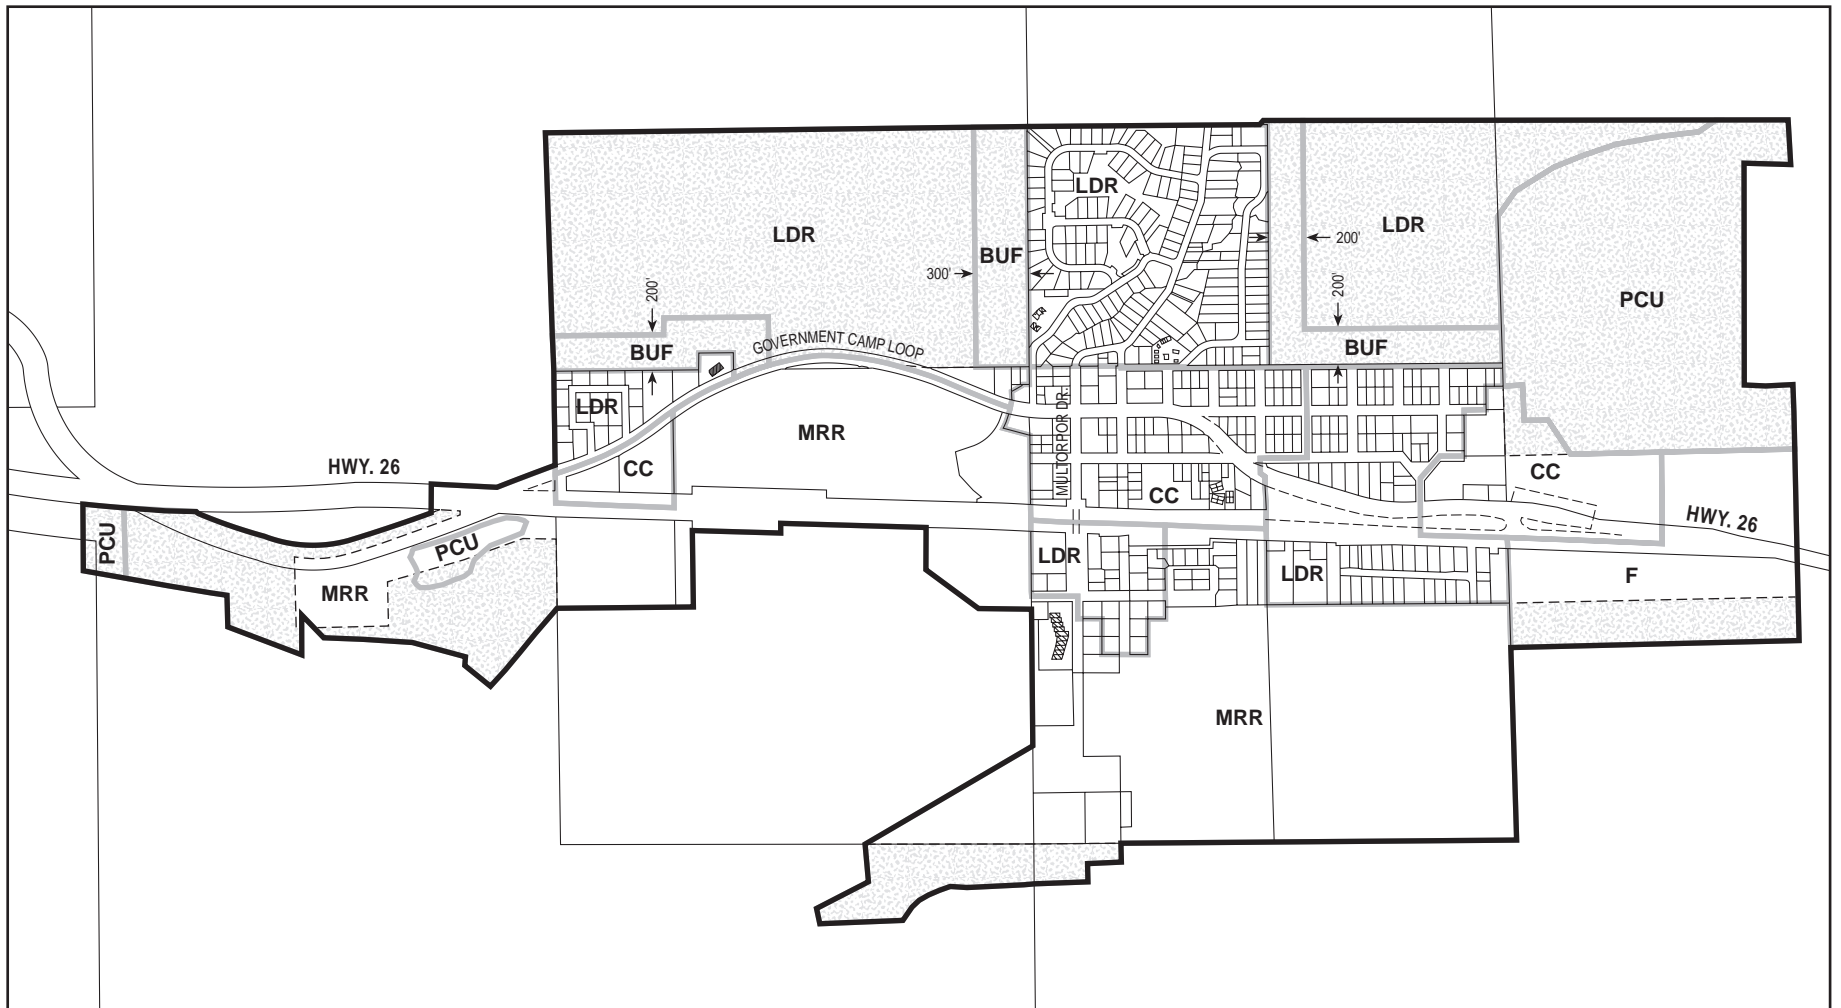 LDR
LDR
LDR
200'
BUF
300'
200'
200'
PCU
GOVERNMENT CAMP LOOP
BUF
BUF
LDR
MULTORPOR DR.
MRR
CC
HWY. 26
CC
CC
HWY. 26
PCU
PCU
LDR
LDR
F
MRR
MRR